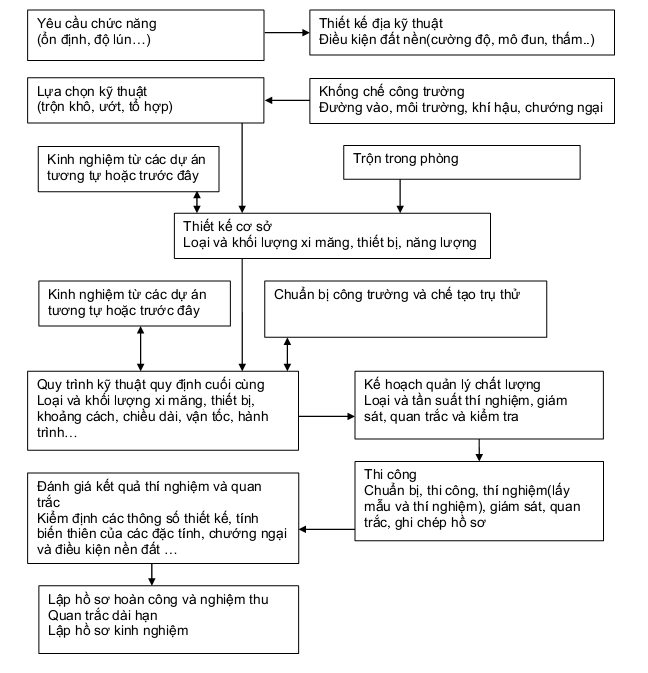 Yêu cầu chức năng
(ổn định, độ lún…)
Thiết kế địa kỹ thuật
Điều kiện đất nền(cường độ, mô đun, thấm..)
Lựa chọn kỹ thuật
(trộn khô, ướt, tổ hợp)
Khống chế công trường
Đường vào, môi trường, khí hậu, chướng ngại
Kinh nghiệm từ các dự án
tương tự hoặc trước đây
Trộn trong phòng
Thiết kế cơ sở
Loại và khối lượng xi măng, thiết bị, năng lượng
Kinh nghiệm từ các dự án
tương tự hoặc trước đây
Chuẩn bị công trường và chế tạo trụ thử
Quy trình kỹ thuật quy định cuối cùng
Loại và khối lượng xi măng, thiết bị,
khoảng cách, chiều dài, vận tốc, hành
trình…
Kế hoạch quản lý chất lượng
Loại và tần suất thí nghiệm, giám
sát, quan trắc và kiểm tra
Thi công
Chuẩn bị, thi công, thí nghiệm(lấy
mẫu và thí nghiệm), giám sát, quan
trắc, ghi chép hồ sơ
Đánh giá kết quả thí nghiệm và quan
trắc
Kiểm định các thông số thiết kế, tính
biến thiên của các đặc tính, chướng ngại
và điều kiện nền đất …
Lập hồ sơ hoàn công và nghiệm thu
Quan trắc dài hạn
Lập hồ sơ kinh nghiệm